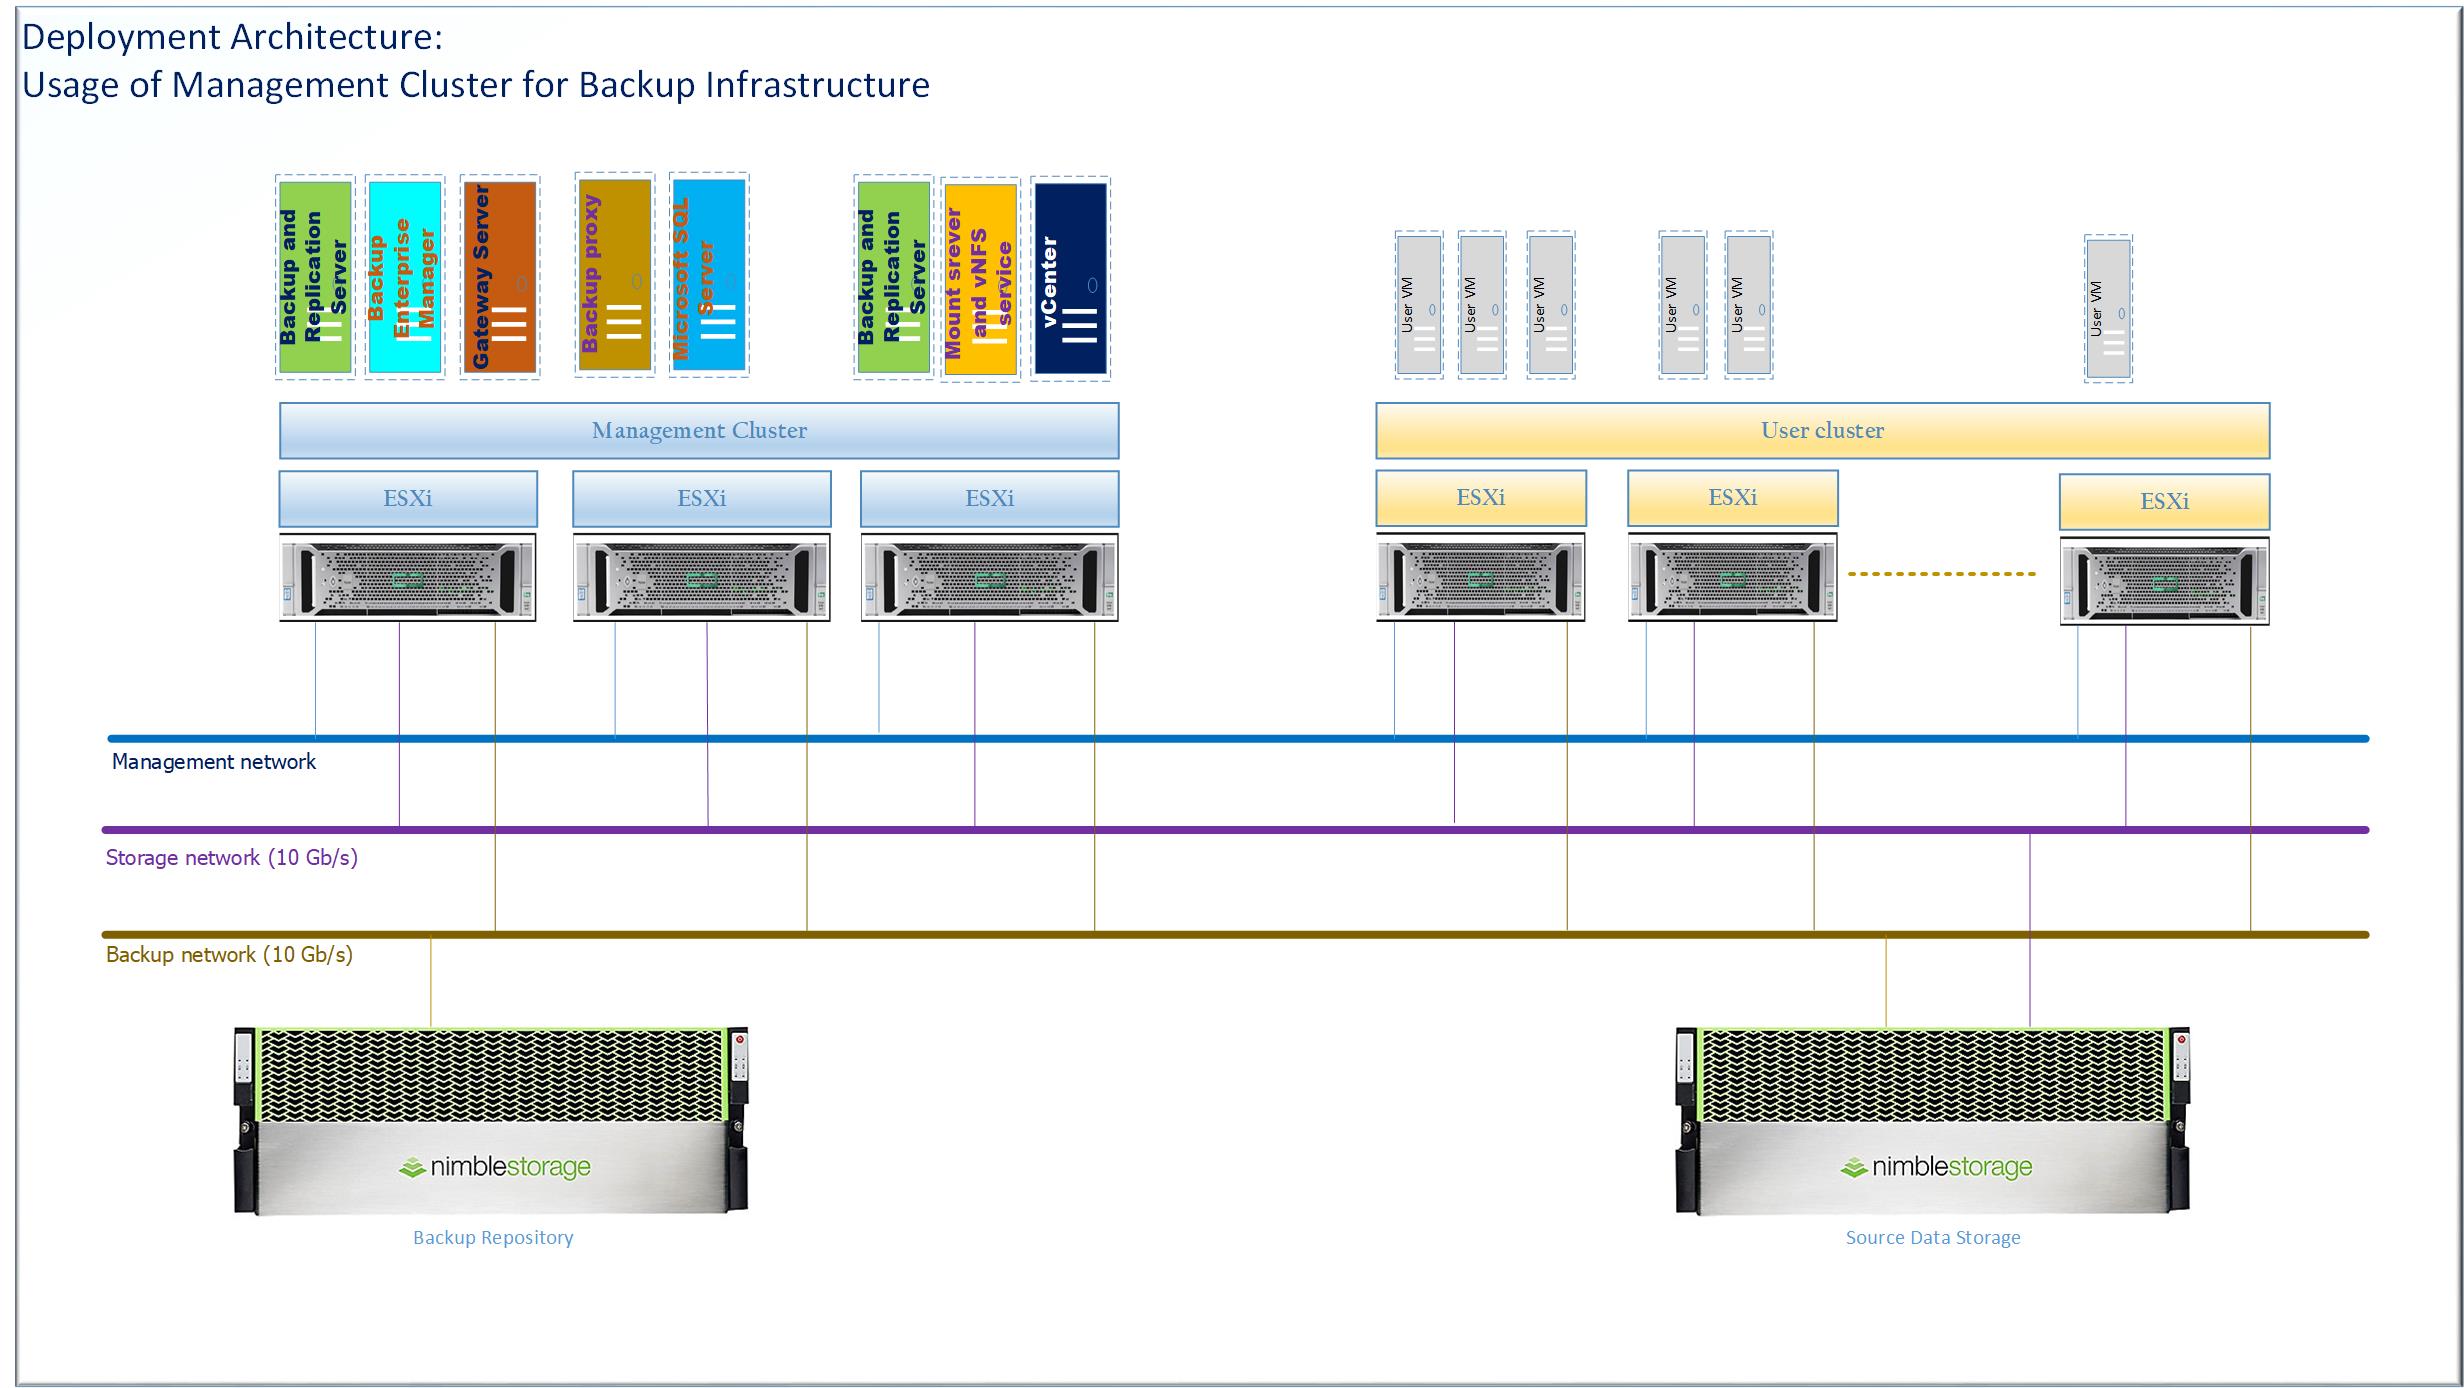 Deployment Architecture:
Usage of Management Cluster for Backup Infrastructure
Backup and
Replication
Server
Backup
Enterprise
Manager
Gateway Server
Backup proxy
Microsoft SQL
Server
Backup and
Replication
Server
Mount srever
and vNFS
service
vCenter
User VM
User VM
User VM
User VM
User VM
User VM
Management Cluster
User cluster
ESXi
ESXi
ESXi
ESXi
ESXi
ESXi
Management network
Storage network (10 Gb/s)
Backup network (10 Gb/s)
nimblestorage
nimblestorage
Backup Repository
Source Data Storage